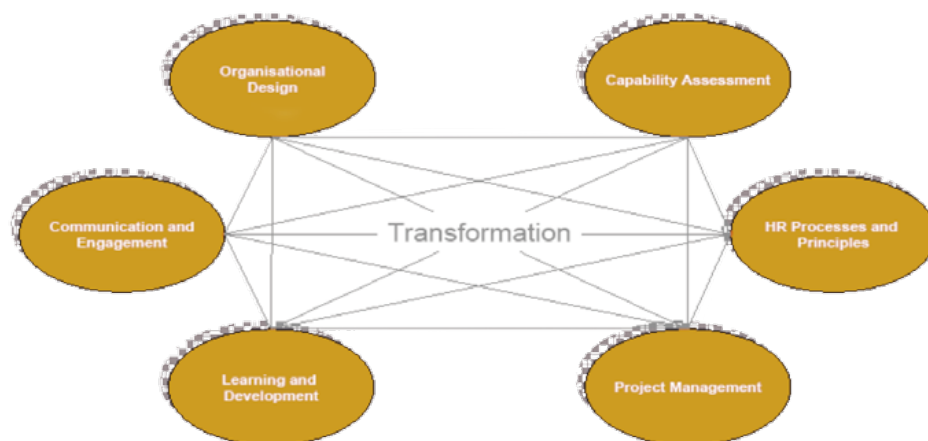 Organisational
Design
Capability Assessment
Communication and
Engagement
Transformation
HR Processes and
Principles
Learning and
Development
Project Management